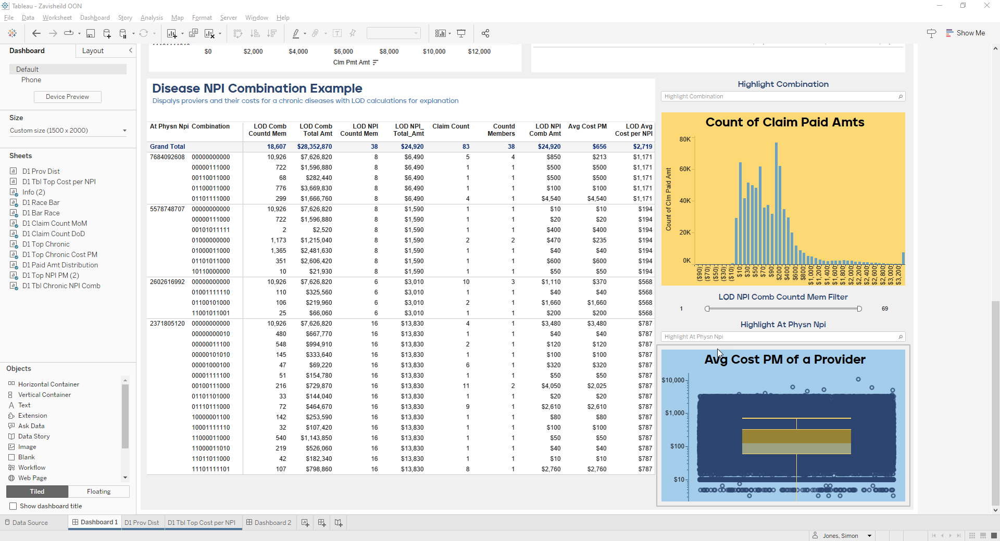 Tableau - Zavisheild OON
File Data Worksheet Dashboard Story Analysis Map Format Server Window Help
Show Me
Dashboard Layout
Default
Phone
Device Preview
Size
Custom size (1500 x 2000)
Sheets
D1 Prov Dist
D1 Tbl Top Cost per NPI
Info (2)
D1 Race Bar
D1 Bar Race
D1 Claim Count MoM
D1 Claim Count DoD
D1 Top Chronic
D1 Top Chronic Cost PM
D1 Paid Amt Distribution
D1 Top NPI PM (2)
D1 Tbl Chronic NPI Comb
Objects
Horizontal Container
Vertical Container
Text
Extension
Ask Data
Data Story
Image
Blank
Workflow
Web Page
Tiled Floating
Show dashboard title
$0 $2,000 $4,000 $6,000 $8,000 $10,000 $12,000
Clm Pmt Amt
Disease NPI Combination Example
Dispalys proviers and their costs for a chronic diseases with LOD calculations for explanation
At Physn Npi Combination LOD Comb Countd Mem LOD Comb Total Amt LOD NPI Countd Mem LOD NPI_ Total_Amt Claim Count Countd Members LOD NPI Comb Amt Avg Cost PM LOD Avg Cost per NPI
Grand Total 18,607 $28,352,870 38 $24,920 83 38 $24,920 $656 $2,719
7684092608 00000000000 10,926 $7,626,820 8 $6,490 5 4 $850 $213 $1,171
00000111000 722 $1,596,880 8 $6,490 1 1 $500 $500 $1,171
00110011000 68 $282,440 8 $6,490 1 1 $500 $500 $1,171
01100011000 776 $3,669,830 8 $6,490 1 1 $100 $100 $1,171
01101111000 299 $1,666,760 8 $6,490 4 1 $4,540 $4,540 $1,171
5578748707 00000000000 10,926 $7,626,820 8 $1,590 1 1 $10 $10 $194
00000111000 722 $1,596,880 8 $1,590 1 1 $20 $20 $194
00101011111 2 $2,520 8 $1,590 1 1 $400 $400 $194
01000000000 1,173 $1,215,040 8 $1,590 2 2 $470 $235 $194
01000011000 1,365 $2,481,630 8 $1,590 1 1 $40 $40 $194
01101011000 351 $2,606,420 8 $1,590 1 1 $600 $600 $194
10110000000 10 $21,930 8 $1,590 1 1 $50 $50 $194
2602616992 00000000000 10,926 $7,626,820 6 $3,010 10 3 $1,110 $370 $568
01001111110 110 $325,560 6 $3,010 1 1 $40 $40 $568
01100101000 106 $219,960 6 $3,010 2 1 $1,660 $1,660 $568
11001011001 25 $66,060 6 $3,010 1 1 $200 $200 $568
2371805120 00000000000 10,926 $7,626,820 16 $13,830 4 1 $3,480 $3,480 $787
00000000010 480 $667,770 16 $13,830 1 1 $40 $40 $787
00000011100 548 $994,910 16 $13,830 2 1 $120 $120 $787
00000101010 145 $333,640 16 $13,830 1 1 $100 $100 $787
00001000000 47 $69,220 16 $13,830 6 1 $320 $320 $787
00001111100 51 $154,780 16 $13,830 1 1 $50 $50 $787
00100111000 216 $729,870 16 $13,830 11 2 $4,050 $2,025 $787
01101101000 33 $144,040 16 $13,830 1 1 $20 $20 $787
01110111000 72 $464,670 16 $13,830 9 1 $2,610 $2,610 $787
10000001100 142 $253,590 16 $13,830 1 1 $80 $80 $787
10001111110 32 $107,420 16 $13,830 1 1 $100 $100 $787
11000011000 540 $1,143,850 16 $13,830 1 1 $50 $50 $787
11000011010 219 $526,060 16 $13,830 1 1 $40 $40 $787
11011011000 42 $182,340 16 $13,830 1 1 $10 $10 $787
11101111101 107 $798,860 16 $13,830 8 1 $2,760 $2,760 $787
Highlight Combination
Highlight Combination
Count of Claim Paid Amts
Count of Clm Paid Amt
80K
60K
40K
20K
0K
($90) ($70) ($50) ($30) ($10) $10 $30 $50 $70 $90 $200 $400 $600 $800 $1,000 $1,200 $1,400 $1,600 $1,800 $2,000 $2,200 $2,400 $2,600 $2,800 $3,000 $3,200
LOD NPI Comb Countd Mem Filter
1 69
Highlight At Physn Npi
Highlight At Physn Npi
Avg Cost PM of a Provider
$10,000
$1,000
$100
$10
Data Source Dashboard 1 D1 Prov Dist D1 Tbl Top Cost per NPI Dashboard 2
Jones, Simon